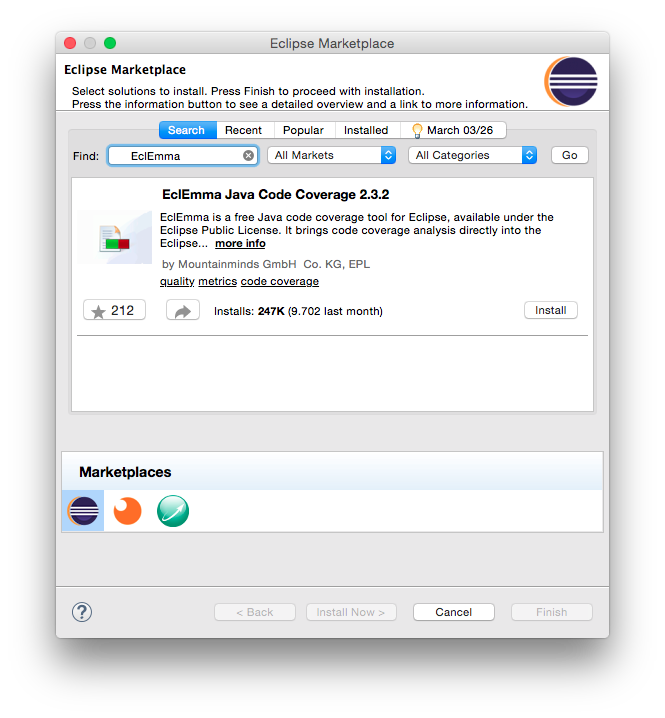 Eclipse Marketplace
Eclipse Marketplace
Select solutions to install. Press Finish to proceed with installation.
Press the information button to see a detailed overview and a link to more information.
Search Recent Popular Installed March 03/26
Find: EclEmma All Markets All Categories Go
EclEmma Java Code Coverage 2.3.2
EclEmma is a free Java code coverage tool for Eclipse, available under the
Eclipse Public License. It brings code coverage analysis directly into the
Eclipse... more info
by Mountainminds GmbH  Co. KG, EPL
quality metrics code coverage
212 Installs: 247K (9.702 last month) Install
Marketplaces
? < Back Install Now > Cancel Finish